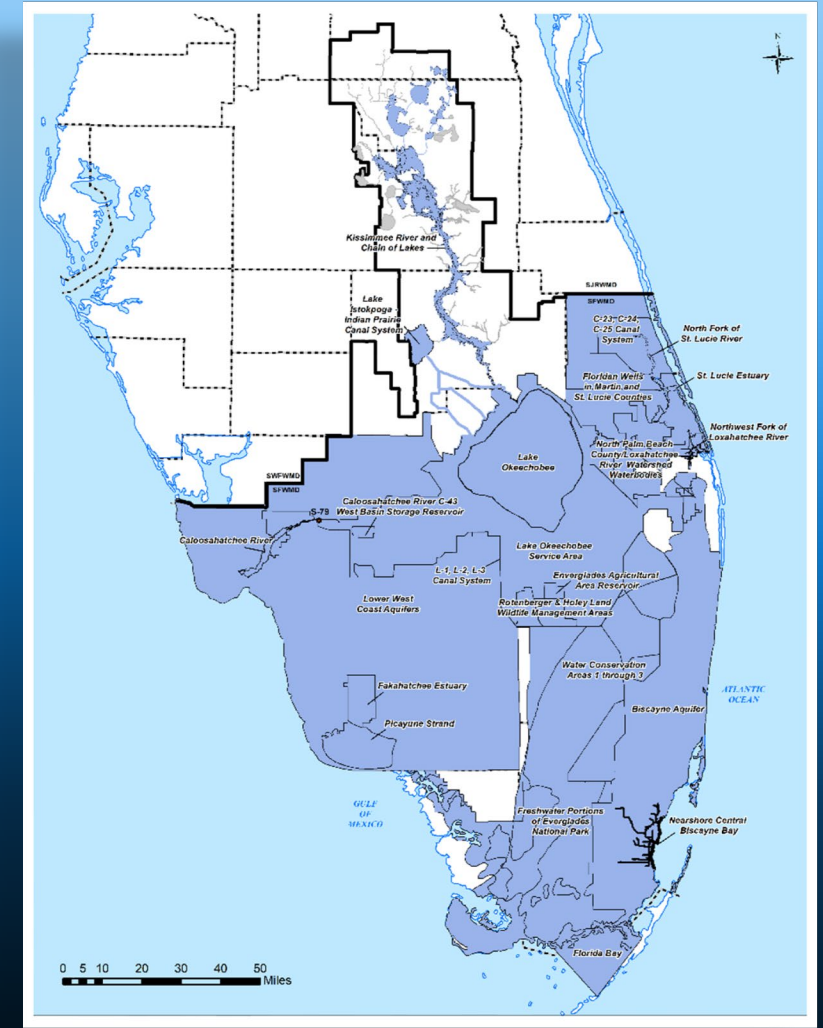 N
Kissimmee River and
Chain of Lakes
SJRWMD
SFWMD
Lake
Istokpoga -
Indian Prairie
Canal System
C-23, C-24,
C-25 Canal
System
North Fork of
St. Lucie River
St. Lucie Estuary
Floridan Wells
in Martin and
St. Lucie Counties
Northwest Fork of
Loxahatchee River
North Palm Beach
County/Loxahatchee
River Watershed
Waterbodies
Lake
Okeechobee
SWFWMD
SFWMD
Caloosahatchee River C-43
West Basin Storage Reservoir
S-79
Caloosahatchee River
Lake Okeechobee
Service Area
L-1, L-2, L-3
Canal System
Enverglades Agricultural
Area Reservoir
Rotenberger & Holey Land
Wildlife Management Areas
Lower West
Coast Aquifers
Water Conservation
Areas 1 through 3
Fakahatchee Estuary
Picayune Strand
Biscayne Aquifer
ATLANTIC
OCEAN
GULF
OF
MEXICO
Freshwater Portions
of Everglades
National Park
Nearshore Central
Biscayne Bay
Florida Bay
0 5 10 20 30 40 50
Miles